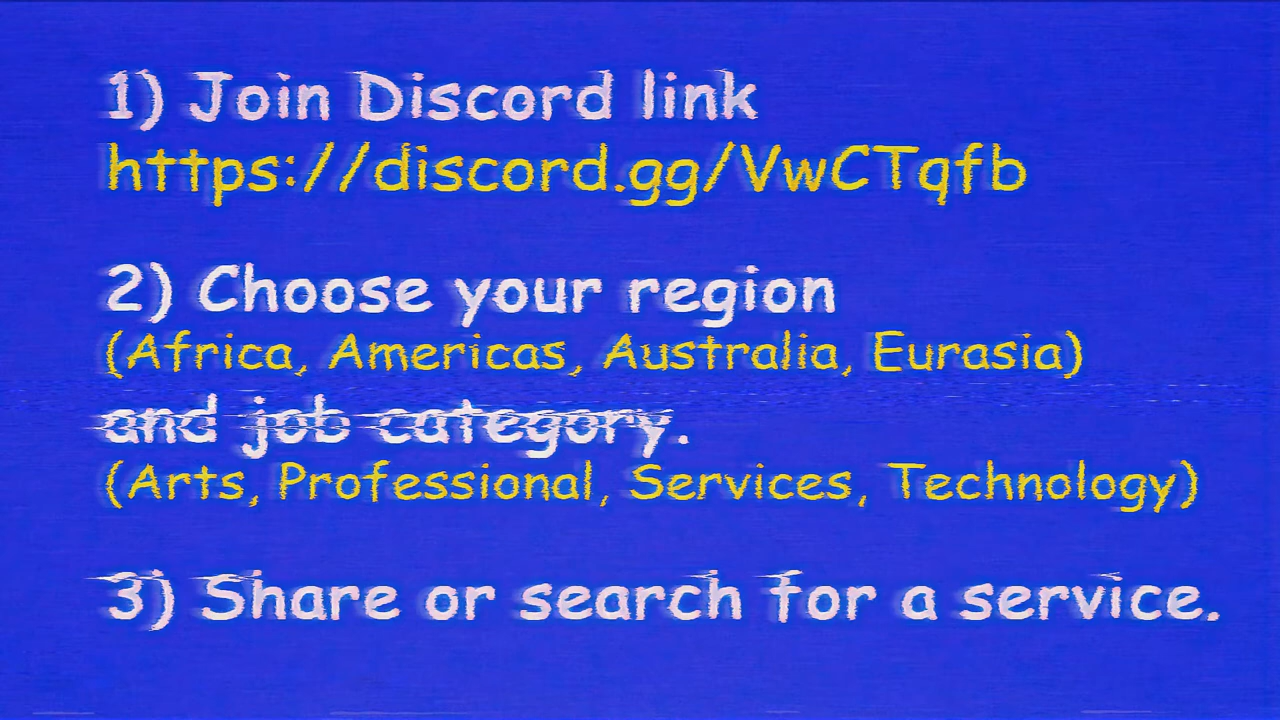 1) Join Discord link
https://discord.gg/VwCTqfb
2) Choose your region
(Africa, Americas, Australia, Eurasia)
and job category.
(Arts, Professional, Services, Technology)
3) Share or search for a service.